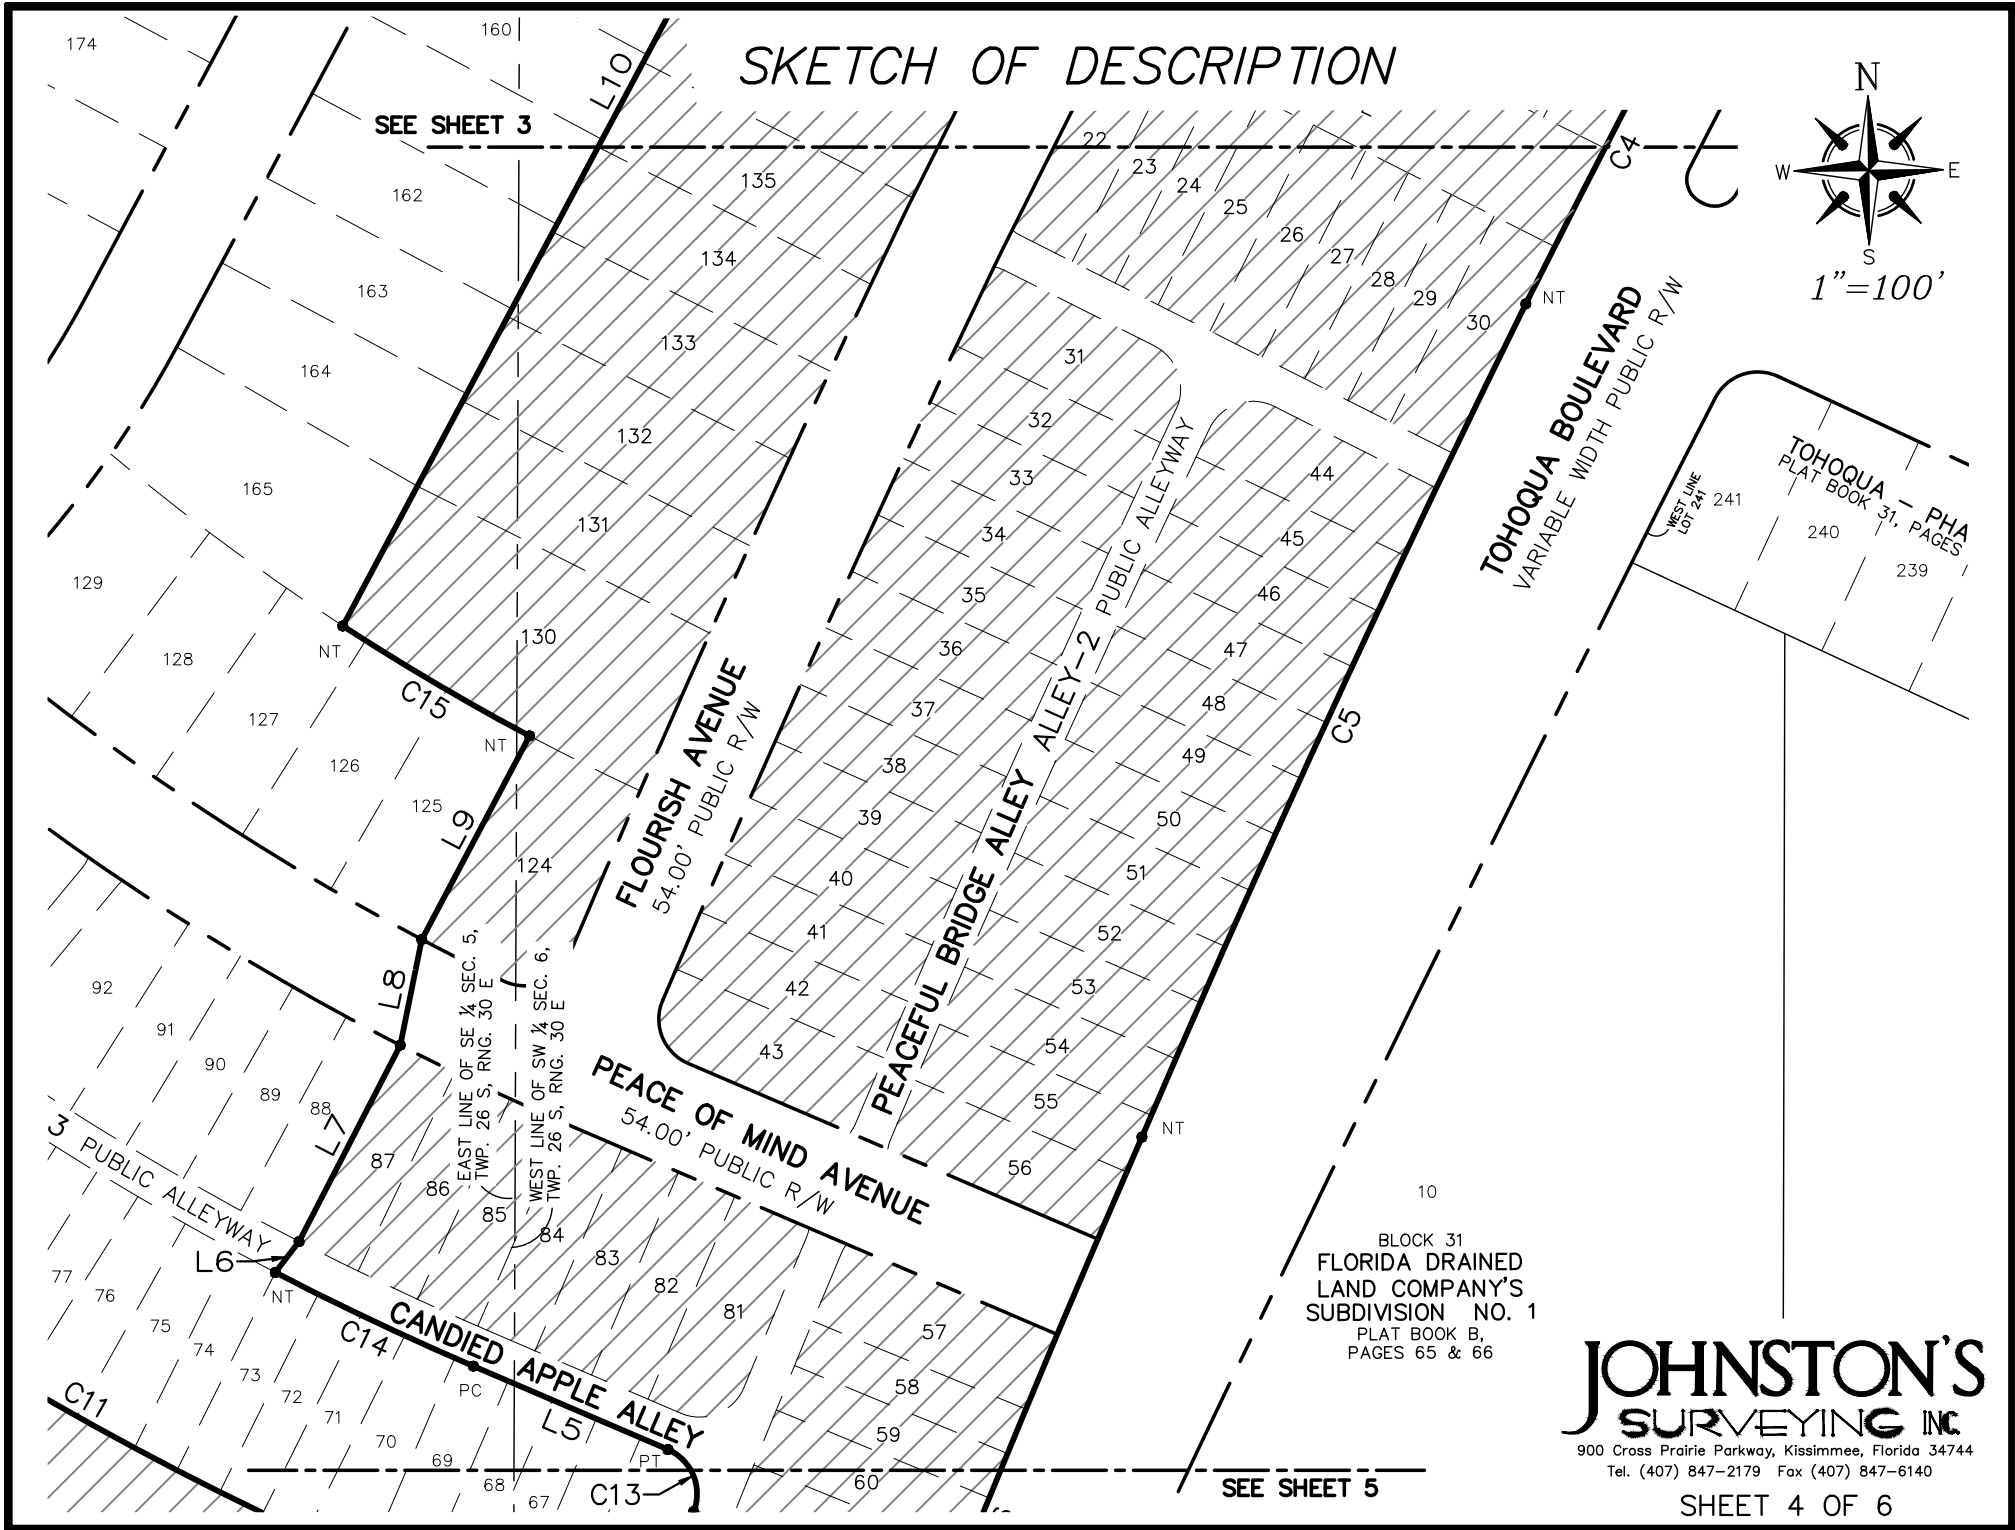 SKETCH OF DESCRIPTION
SEE SHEET 3
N
W
E
S
1"=100'
174
160
L10
162
163
164
165
135
134
133
132
131
130
22
23
24
25
26
27
28
29
30
C4
NT
TOHOQUA BOULEVARD
VARIABLE WIDTH PUBLIC R/W
WEST LINE
LOT 241
241
240
239
TOHOQUA – PHA
PLAT BOOK 31, PAGES
31
32
33
34
35
36
37
38
39
40
41
42
43
44
45
46
47
48
49
50
51
52
53
54
55
56
C5
NT
PEACEFUL BRIDGE ALLEY ALLEY–2 PUBLIC ALLEYWAY
FLOURISH AVENUE
54.00' PUBLIC R/W
129
128
127
126
125
124
NT
C15
NT
L9
L8
L7
EAST LINE OF SE ¼ SEC. 5,
TWP. 26 S, RNG. 30 E
WEST LINE OF SW ¼ SEC. 6,
TWP. 26 S, RNG. 30 E
PEACE OF MIND AVENUE
54.00' PUBLIC R/W
92
91
90
89
88
87
86
85
84
83
82
81
3 PUBLIC ALLEYWAY
L6
NT
C14
CANDIED APPLE ALLEY
PC
L5
PT
C13
C11
77
76
75
74
73
72
71
70
69
68
67
57
58
59
60
10
BLOCK 31
FLORIDA DRAINED
LAND COMPANY'S
SUBDIVISION NO. 1
PLAT BOOK B,
PAGES 65 & 66
SEE SHEET 5
JOHNSTON'S
SURVEYING INC.
900 Cross Prairie Parkway, Kissimmee, Florida 34744
Tel. (407) 847–2179 Fax (407) 847–6140
SHEET 4 OF 6